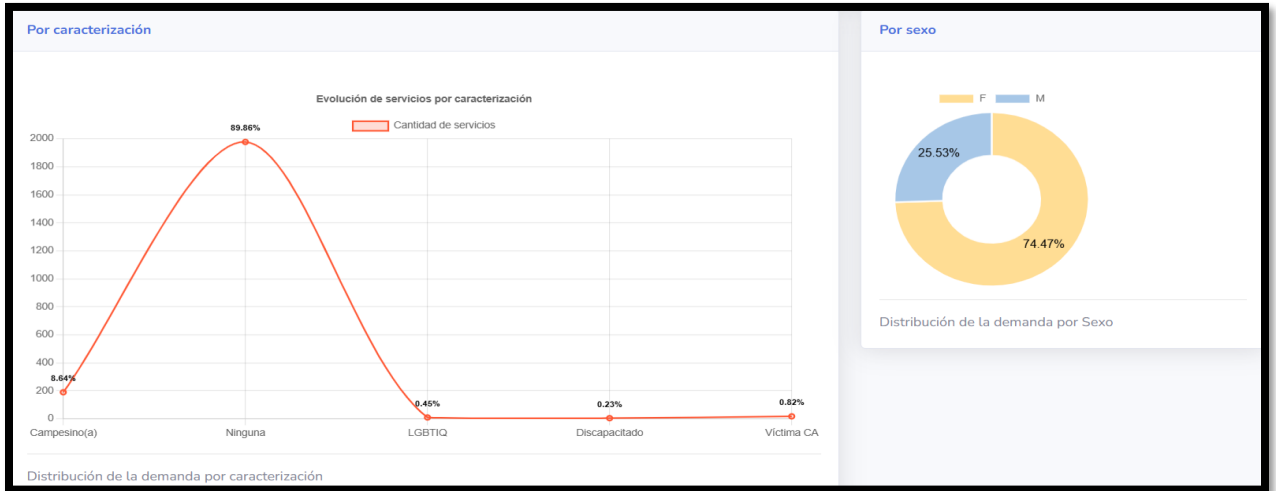 Por caracterización
Evolución de servicios por caracterización
Cantidad de servicios
2000
1800
1600
1400
1200
1000
800
600
400
200
0
8.64%
89.86%
0.45%
0.23%
0.82%
Campesino(a) Ninguna LGBTIQ Discapacitado Víctima CA
Distribución de la demanda por caracterización
Por sexo
F M
25.53%
74.47%
Distribución de la demanda por Sexo